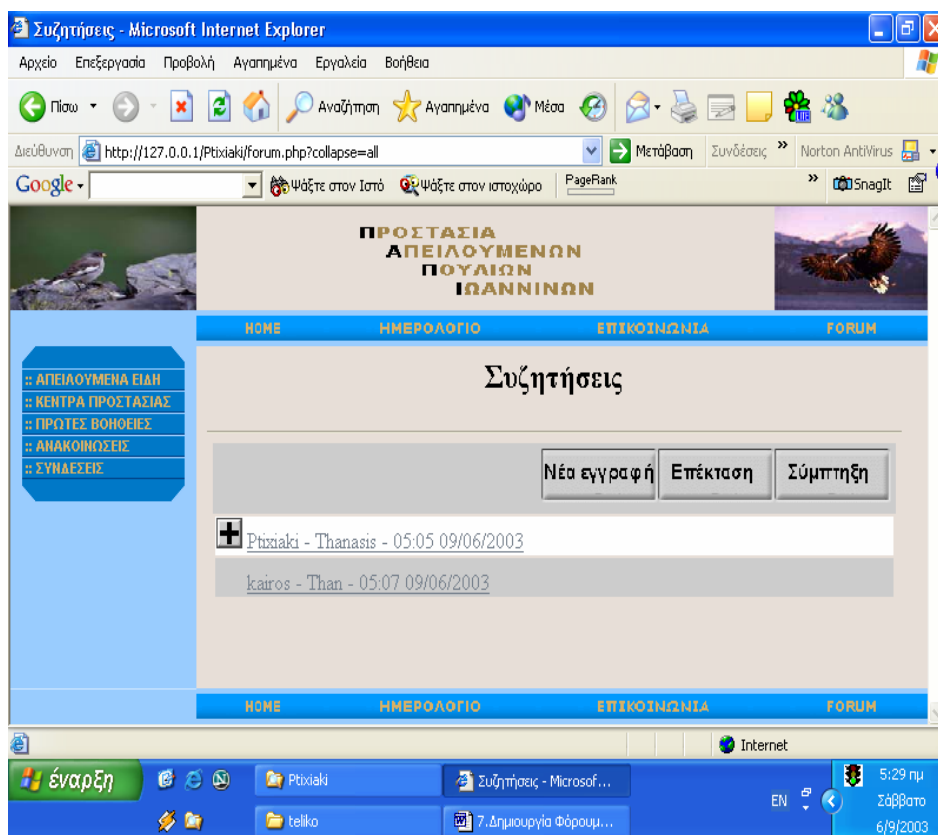 Συζητήσεις - Microsoft Internet Explorer
Αρχείο Επεξεργασία Προβολή Αγαπημένα Εργαλεία Βοήθεια
Πίσω Αναζήτηση Αγαπημένα Μέσα
Διεύθυνση http://127.0.0.1/Ptixiaki/forum.php?collapse=all Μετάβαση Συνδέσεις » Norton AntiVirus
Google Ψάξτε στον Ιστό Ψάξτε στον ιστοχώρο PageRank » SnagIt
ΠΡΟΣΤΑΣΙΑ
ΑΠΕΙΛΟΥΜΕΝΩΝ
ΠΟΥΛΙΩΝ
ΙΩΑΝΝΙΝΩΝ
HOME ΗΜΕΡΟΛΟΓΙΟ ΕΠΙΚΟΙΝΩΝΙΑ FORUM
:: ΑΠΕΙΛΟΥΜΕΝΑ ΕΙΔΗ
:: ΚΕΝΤΡΑ ΠΡΟΣΤΑΣΙΑΣ
:: ΠΡΩΤΕΣ ΒΟΗΘΕΙΕΣ
:: ΑΝΑΚΟΙΝΩΣΕΙΣ
:: ΣΥΝΔΕΣΕΙΣ
Συζητήσεις
Νέα εγγραφή Επέκταση Σύμπτηξη
Ptixiaki - Thanasis - 05:05 09/06/2003
kairos - Than - 05:07 09/06/2003
HOME ΗΜΕΡΟΛΟΓΙΟ ΕΠΙΚΟΙΝΩΝΙΑ FORUM
Internet
έναρξη Ptixiaki Συζητήσεις - Microsof... 5:29 πμ
EN Σάββατο
teliko 7.Δημιουργία Φόρουμ... 6/9/2003